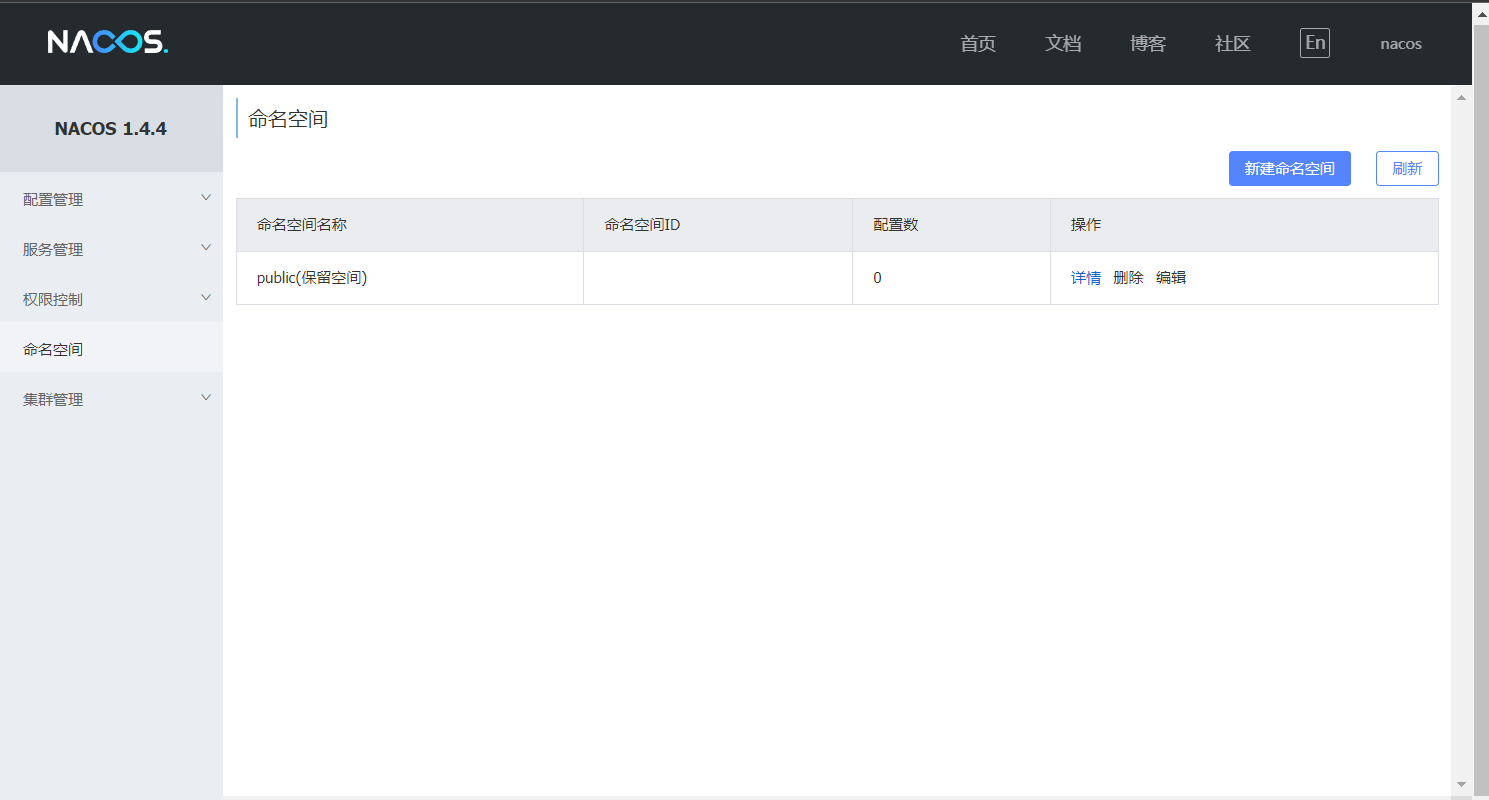 NACOS.
首页 文档 博客 社区 En nacos
NACOS 1.4.4
配置管理
服务管理
权限控制
命名空间
集群管理
命名空间
新建命名空间 刷新
命名空间名称 命名空间ID 配置数 操作
public(保留空间) 0 详情 删除 编辑